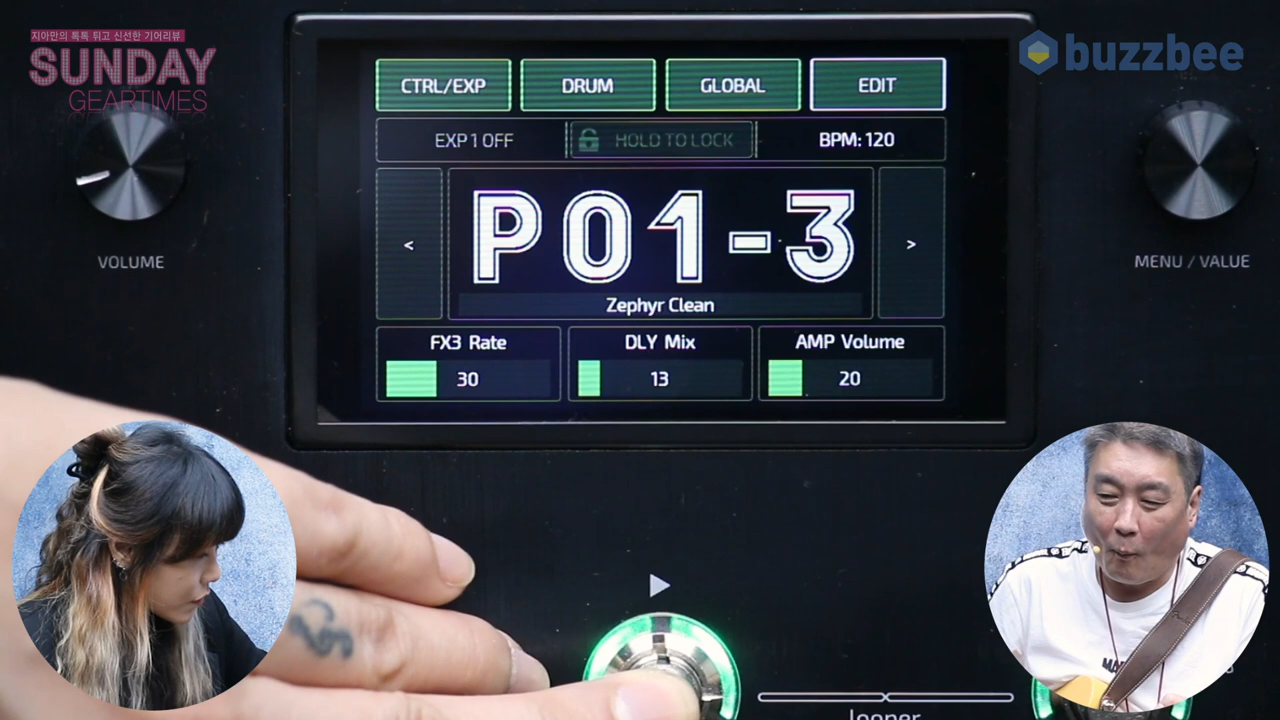 지아만의 톡톡 튀고 신선한 기어리뷰
SUNDAY
GEARTIMES
buzzbee
CTRL/EXP
DRUM
GLOBAL
EDIT
EXP 1 OFF
HOLD TO LOCK
BPM: 120
VOLUME
MENU / VALUE
<
P01-3
>
Zephyr Clean
FX3 Rate
DLY Mix
AMP Volume
30
13
20
looper